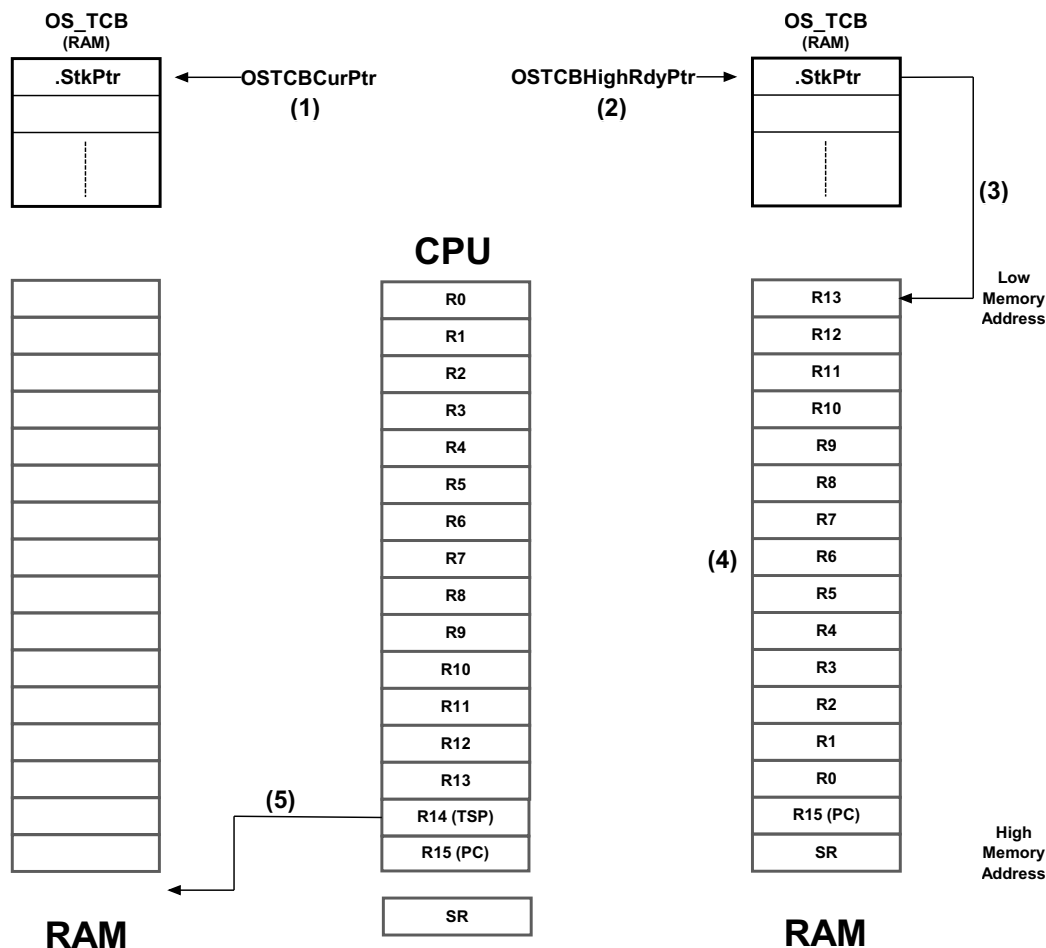 OS_TCB
(RAM)
.StkPtr
OSTCBCurPtr
(1)
OSTCBHighRdyPtr
(2)
OS_TCB
(RAM)
.StkPtr
(3)
CPU
R0
R1
R2
R3
R4
R5
R6
R7
R8
R9
R10
R11
R12
R13
R14 (TSP)
R15 (PC)
SR
(5)
RAM
(4)
R13
R12
R11
R10
R9
R8
R7
R6
R5
R4
R3
R2
R1
R0
R15 (PC)
SR
RAM
Low
Memory
Address
High
Memory
Address